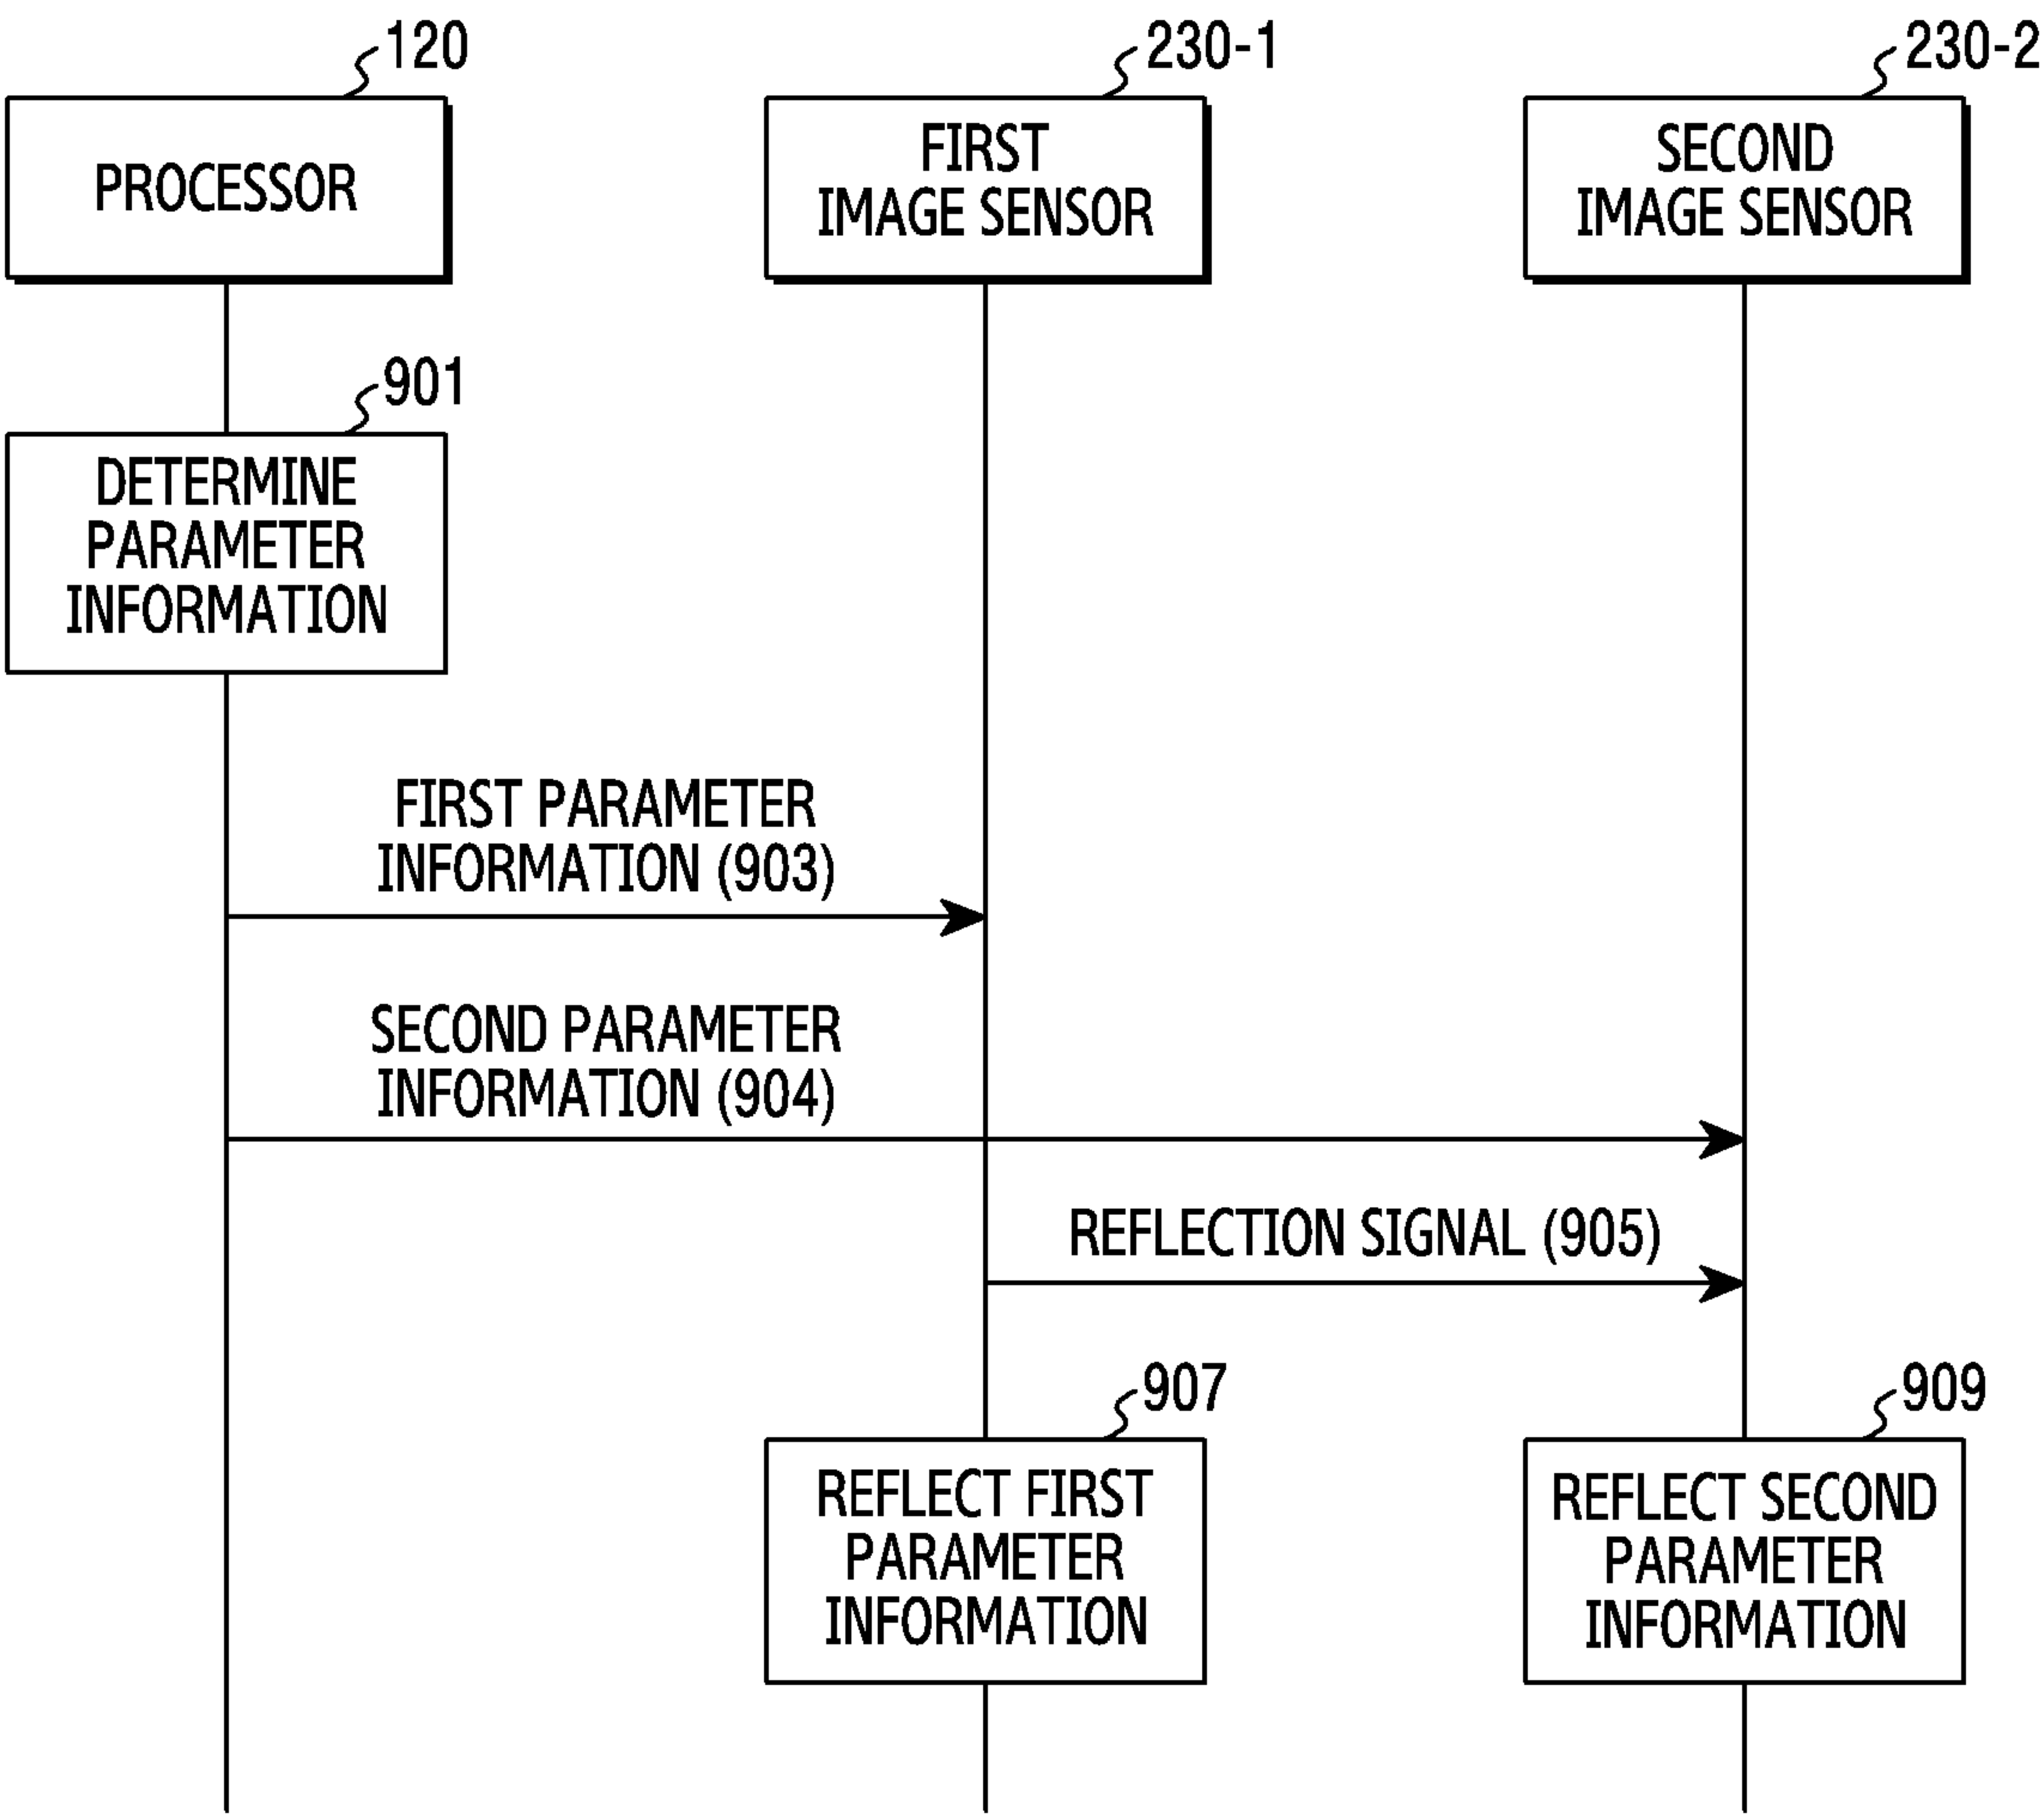 120
230-1
230-2
PROCESSOR
FIRST
IMAGE SENSOR
SECOND
IMAGE SENSOR
901
DETERMINE
PARAMETER
INFORMATION
FIRST PARAMETER
INFORMATION (903)
SECOND PARAMETER
INFORMATION (904)
REFLECTION SIGNAL (905)
907
909
REFLECT FIRST
PARAMETER
INFORMATION
REFLECT SECOND
PARAMETER
INFORMATION